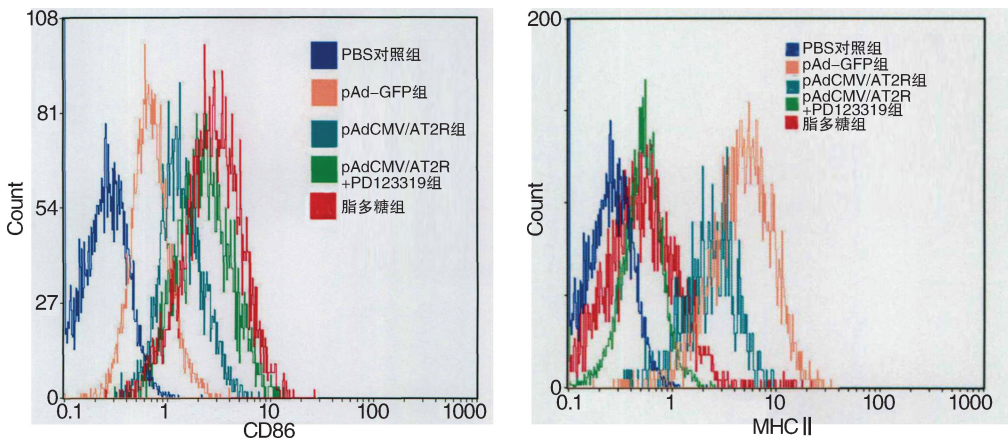 108
81
54
27
0
Count
0.1
1
10
100
1000
CD86
PBS对照组
pAd-GFP组
pAdCMV/AT2R组
pAdCMV/AT2R
+PD123319组
脂多糖组
200
0
Count
0.1
1
10
100
1000
MHCⅡ
PBS对照组
pAd-GFP组
pAdCMV/AT2R组
pAdCMV/AT2R
+PD123319组
脂多糖组